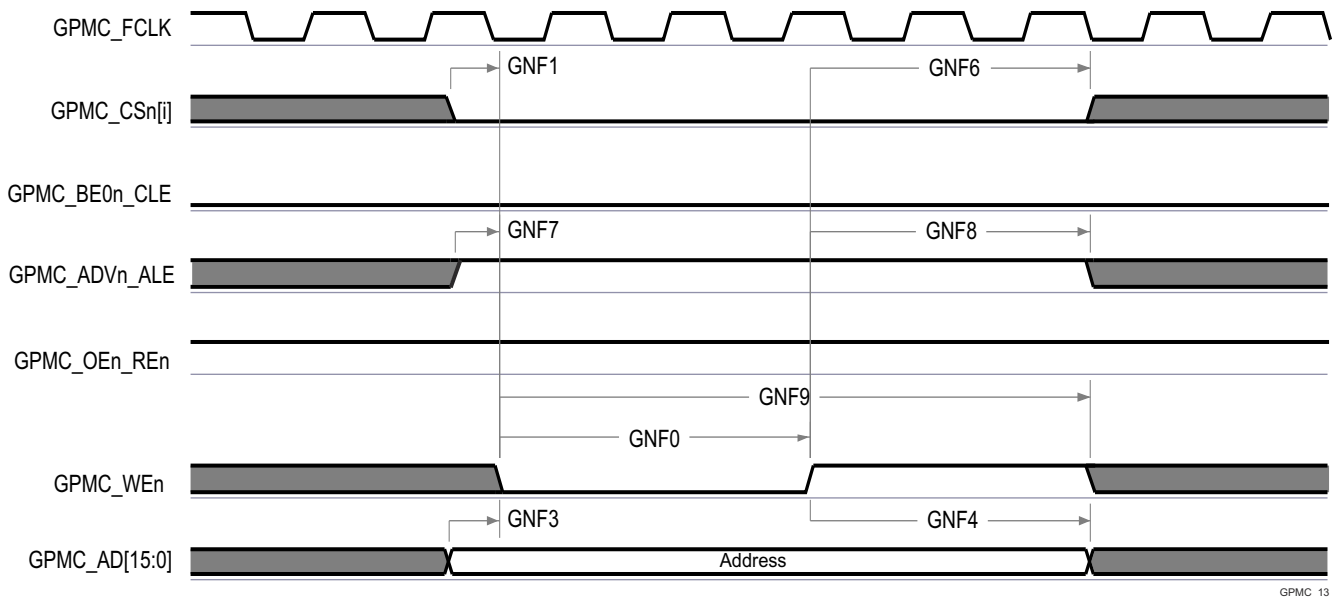 GPMC_FCLK
GNF1
GNF6
GPMC_CSn[i]
GPMC_BE0n_CLE
GNF7
GNF8
GPMC_ADVn_ALE
GPMC_OEn_REn
GNF9
GNF0
GPMC_WEn
GNF3
GNF4
GPMC_AD[15:0]
Address
GPMC_13